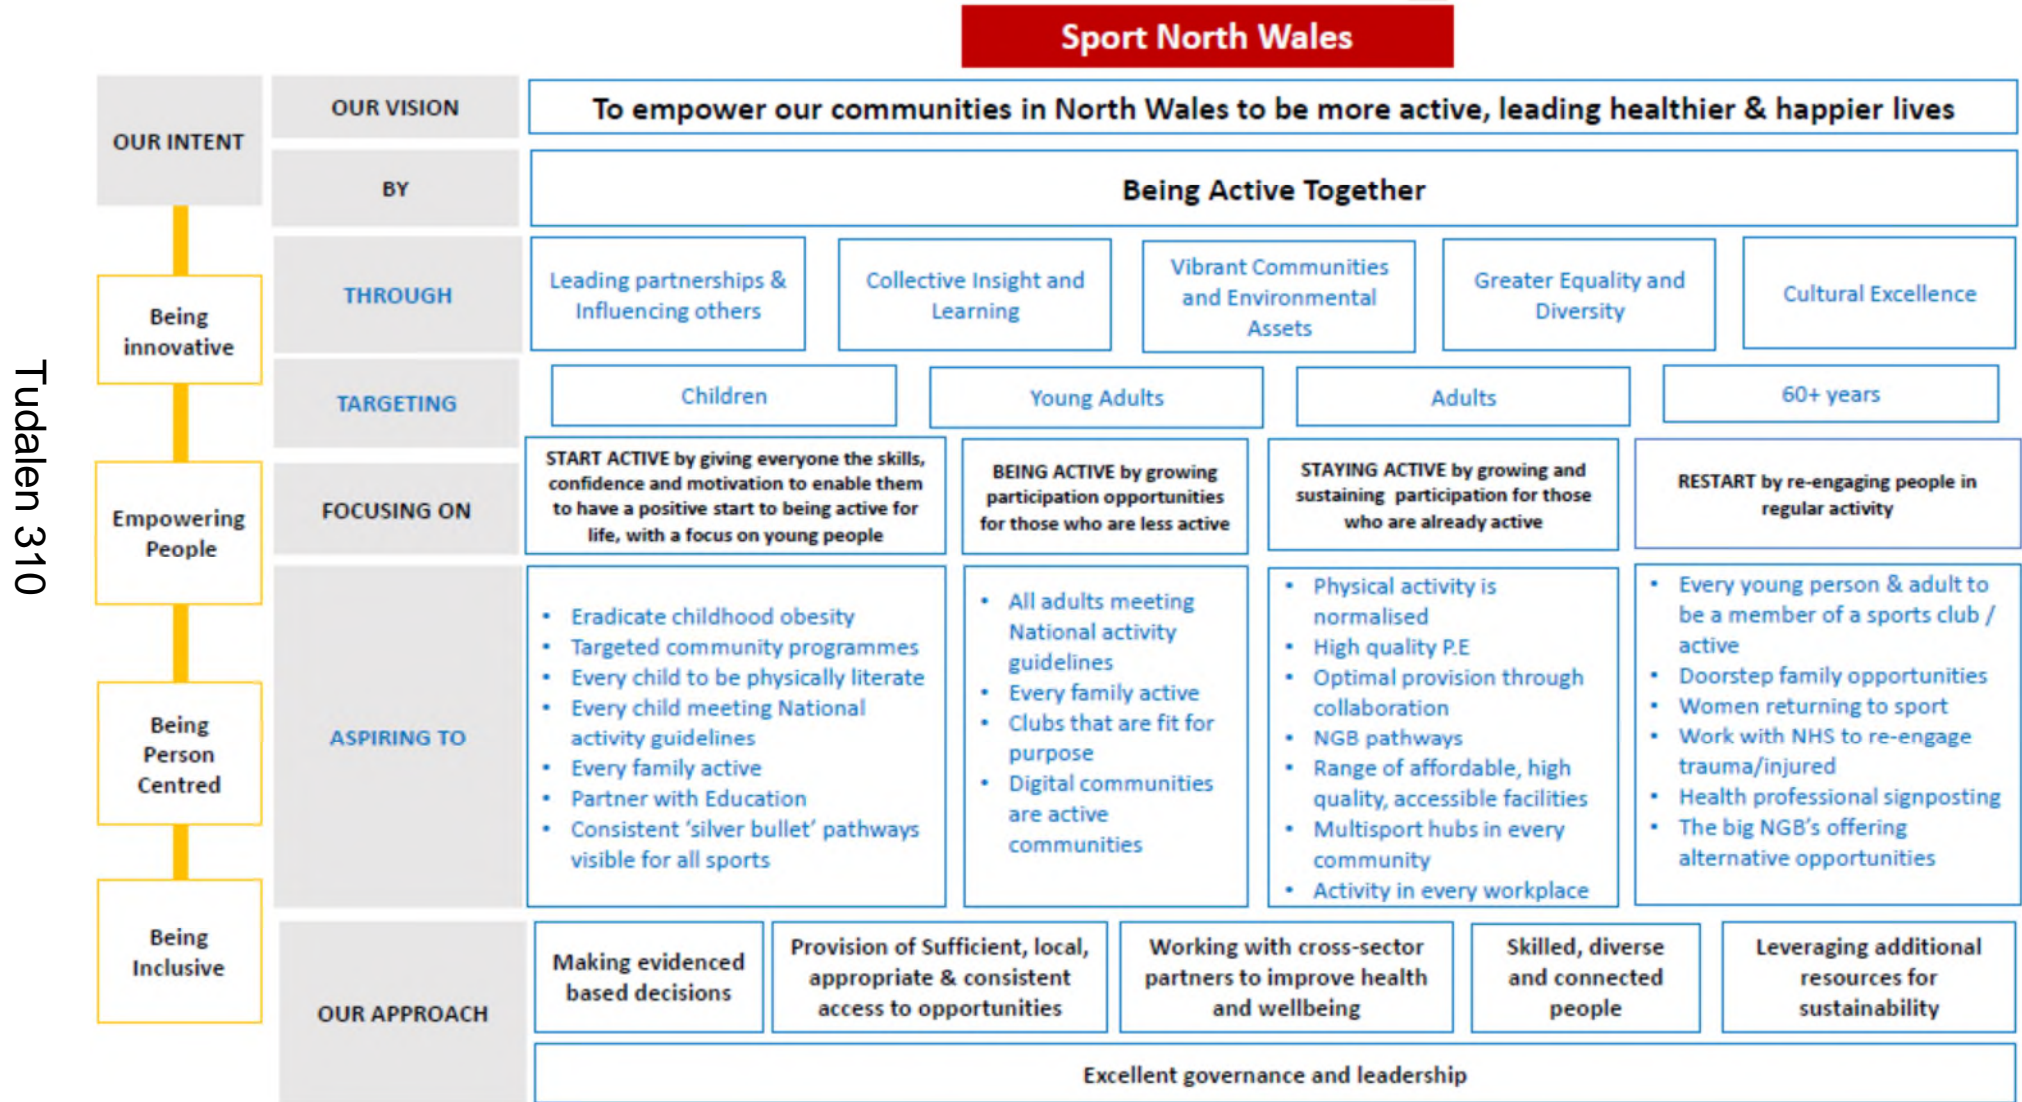 Sport North Wales
OUR INTENT
OUR VISION
To empower our communities in North Wales to be more active, leading healthier & happier lives
BY
Being Active Together
Being
innovative
THROUGH
Leading partnerships &
Influencing others
Collective Insight and
Learning
Vibrant Communities
and Environmental
Assets
Greater Equality and
Diversity
Cultural Excellence
TARGETING
Children
Young Adults
Adults
60+ years
Empowering
People
FOCUSING ON
START ACTIVE by giving everyone the skills,
confidence and motivation to enable them
to have a positive start to being active for
life, with a focus on young people
BEING ACTIVE by growing
participation opportunities
for those who are less active
STAYING ACTIVE by growing and
sustaining participation for those
who are already active
RESTART by re-engaging people in
regular activity
Being
Person
Centred
ASPIRING TO
• Eradicate childhood obesity
• Targeted community programmes
• Every child to be physically literate
• Every child meeting National
activity guidelines
• Every family active
• Partner with Education
• Consistent ‘silver bullet’ pathways
visible for all sports
• All adults meeting
National activity
guidelines
• Every family active
• Clubs that are fit for
purpose
• Digital communities
are active
communities
• Physical activity is
normalised
• High quality P.E
• Optimal provision through
collaboration
• NGB pathways
• Range of affordable, high
quality, accessible facilities
• Multisport hubs in every
community
• Activity in every workplace
• Every young person & adult to
be a member of a sports club /
active
• Doorstep family opportunities
• Women returning to sport
• Work with NHS to re-engage
trauma/injured
• Health professional signposting
• The big NGB’s offering
alternative opportunities
Being
Inclusive
OUR APPROACH
Making evidenced
based decisions
Provision of Sufficient, local,
appropriate & consistent
access to opportunities
Working with cross-sector
partners to improve health
and wellbeing
Skilled, diverse
and connected
people
Leveraging additional
resources for
sustainability
Excellent governance and leadership
Tudalen 310